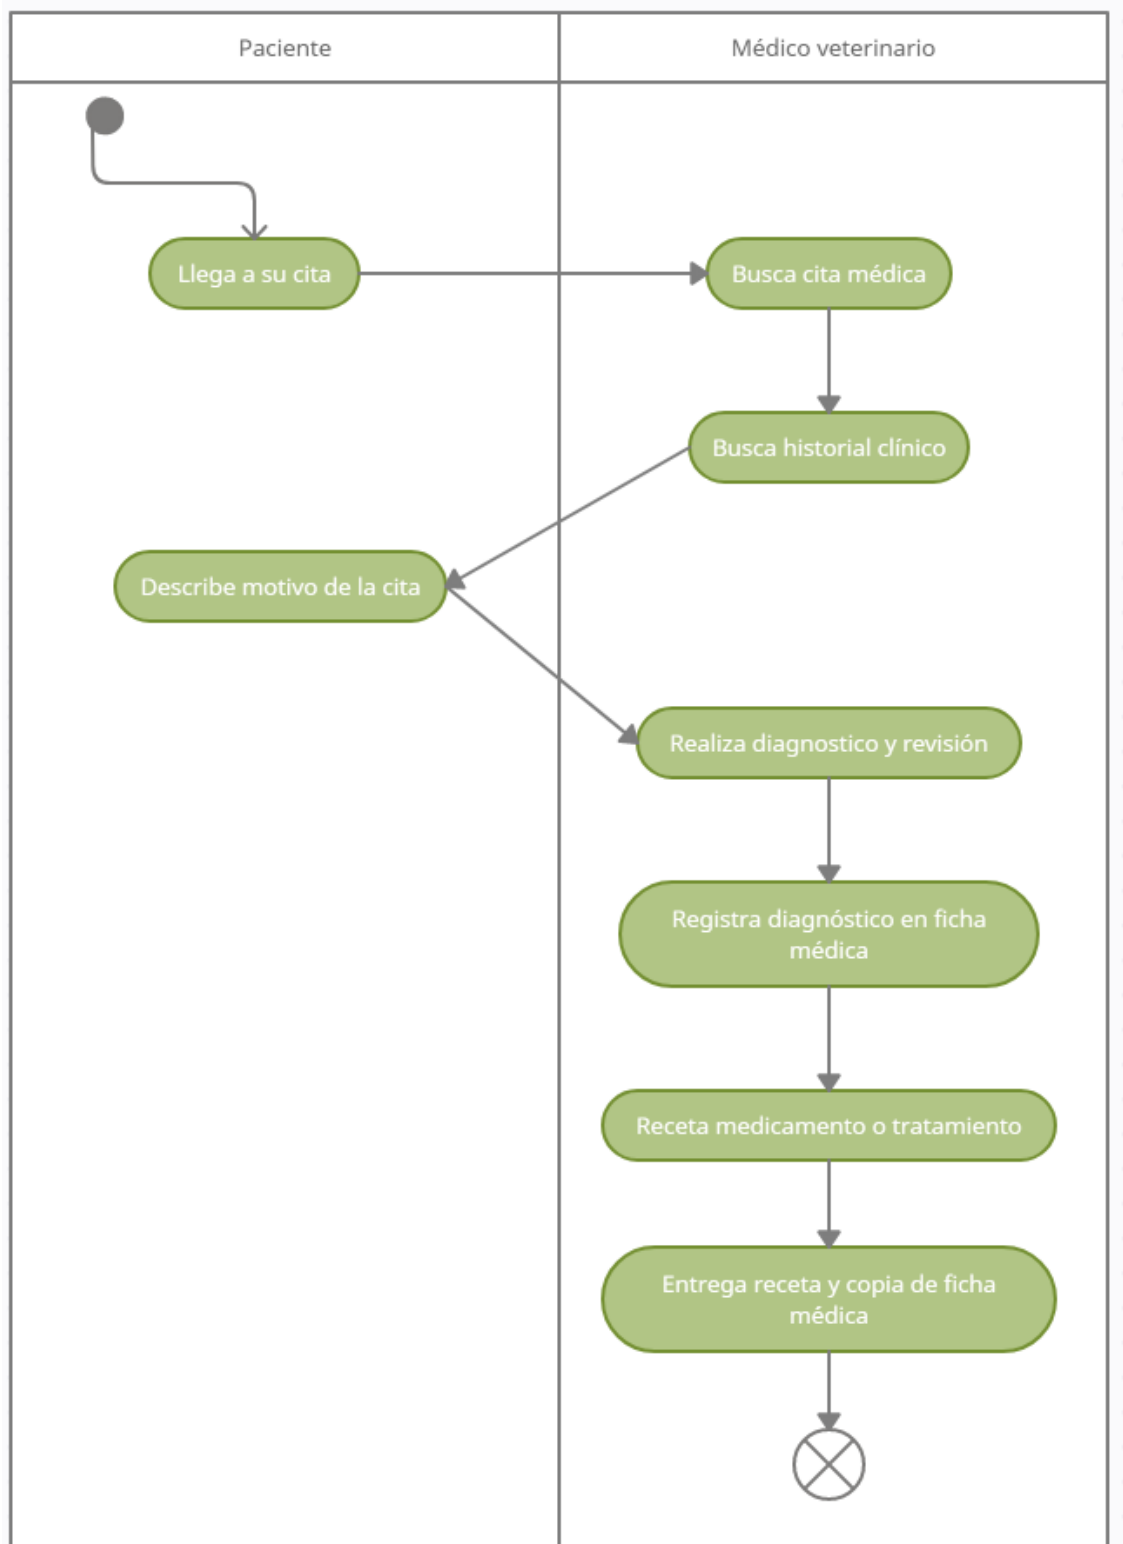 Paciente
Médico veterinario
Llega a su cita
Busca cita médica
Busca historial clínico
Describe motivo de la cita
Realiza diagnostico y revisión
Registra diagnóstico en ficha
médica
Receta medicamento o tratamiento
Entrega receta y copia de ficha
médica